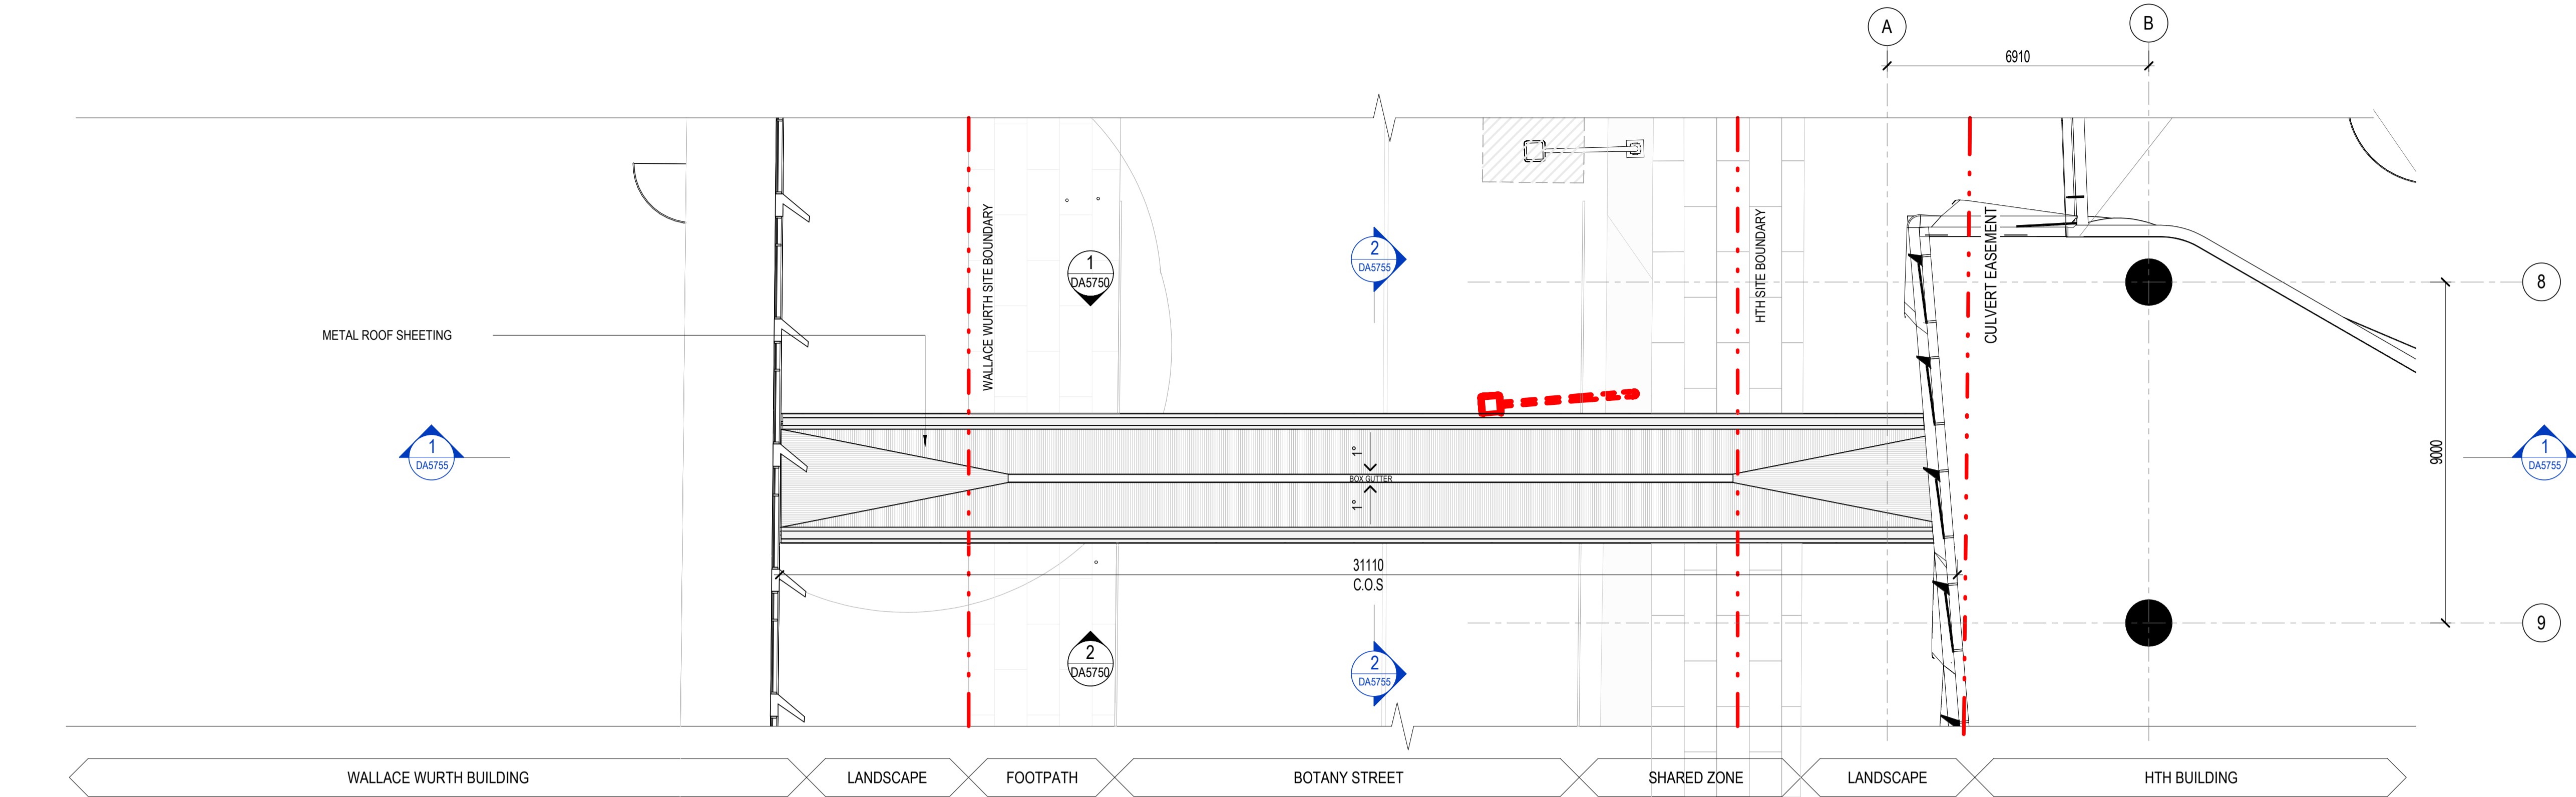 A
B
6910
WALLACE WURTH SITE BOUNDARY
HTH SITE BOUNDARY
CULVERT EASEMENT
1
DA5750
2
DA5755
8
METAL ROOF SHEETING
1
DA5755
1°
BOX GUTTER
1°
9000
1
DA5755
31110
C.O.S
9
2
DA5750
2
DA5755
WALLACE WURTH BUILDING
LANDSCAPE
FOOTPATH
BOTANY STREET
SHARED ZONE
LANDSCAPE
HTH BUILDING